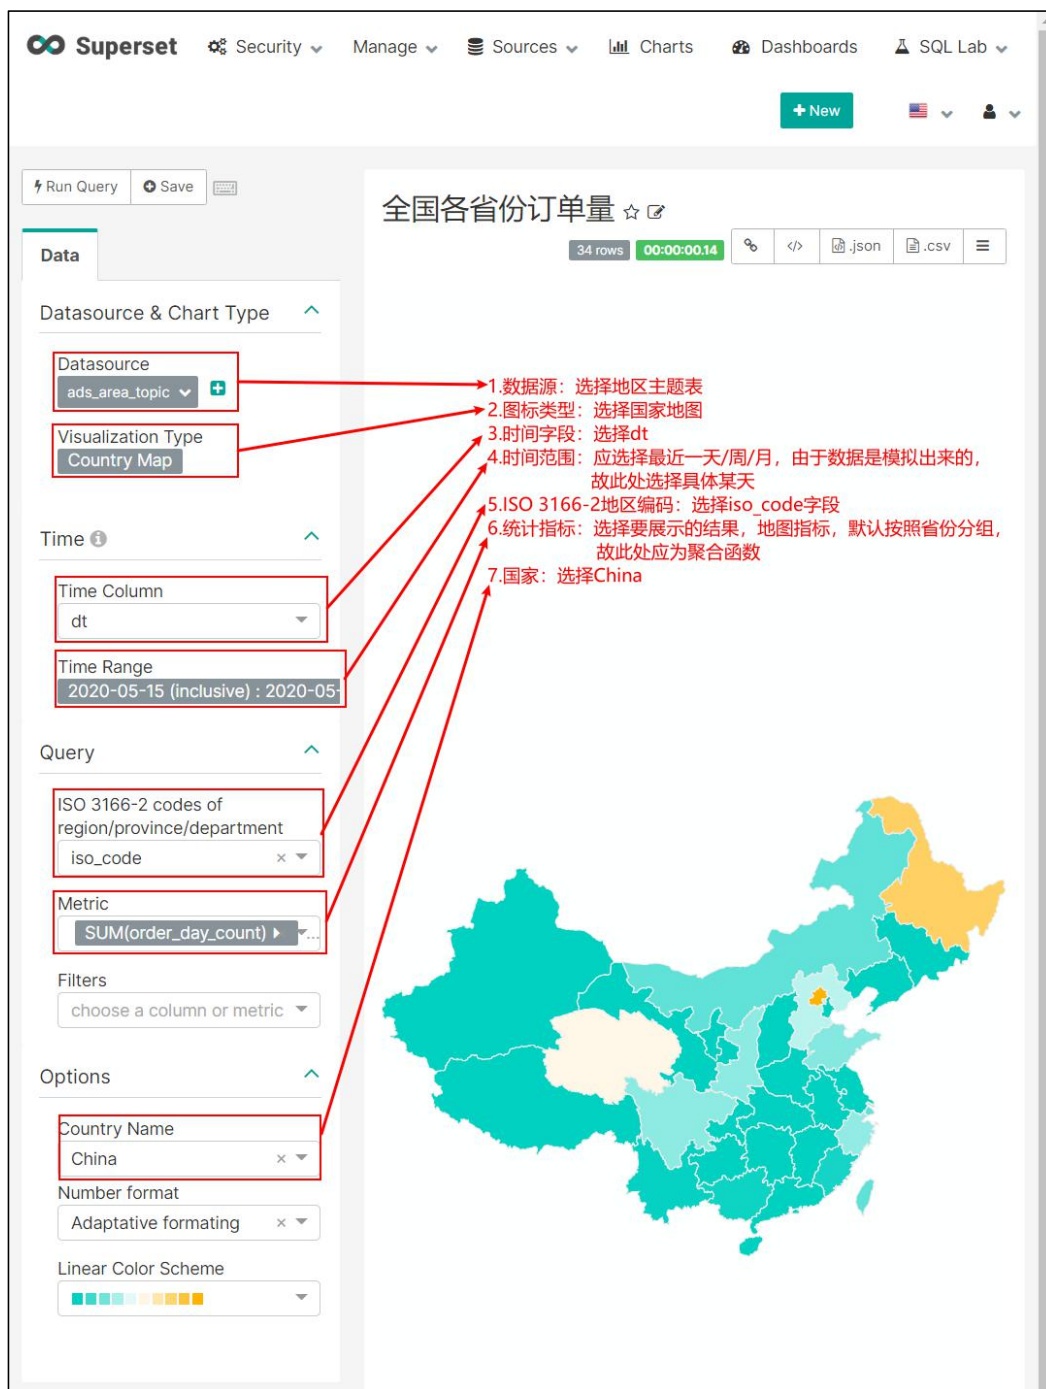 Superset
Security
Manage
Sources
Charts
Dashboards
SQL Lab
New
Run Query
Save
全国各省份订单量
34 rows
00:00:00.14
</>
.json
.csv
Data
Datasource & Chart Type
Datasource
ads_area_topic
Visualization Type
Country Map
1.数据源：选择地区主题表
2.图标类型：选择国家地图
3.时间字段：选择dt
4.时间范围：应选择最近一天/周/月，由于数据是模拟出来的，
故此处选择具体某天
5.ISO 3166-2地区编码：选择iso_code字段
6.统计指标：选择要展示的结果，地图指标，默认按照省份分组，
故此处应为聚合函数
7.国家：选择China
Time
Time Column
dt
Time Range
2020-05-15 (inclusive) : 2020-05-
Query
ISO 3166-2 codes of
region/province/department
iso_code
Metric
SUM(order_day_count)
Filters
choose a column or metric
Options
Country Name
China
Number format
Adaptative formating
Linear Color Scheme